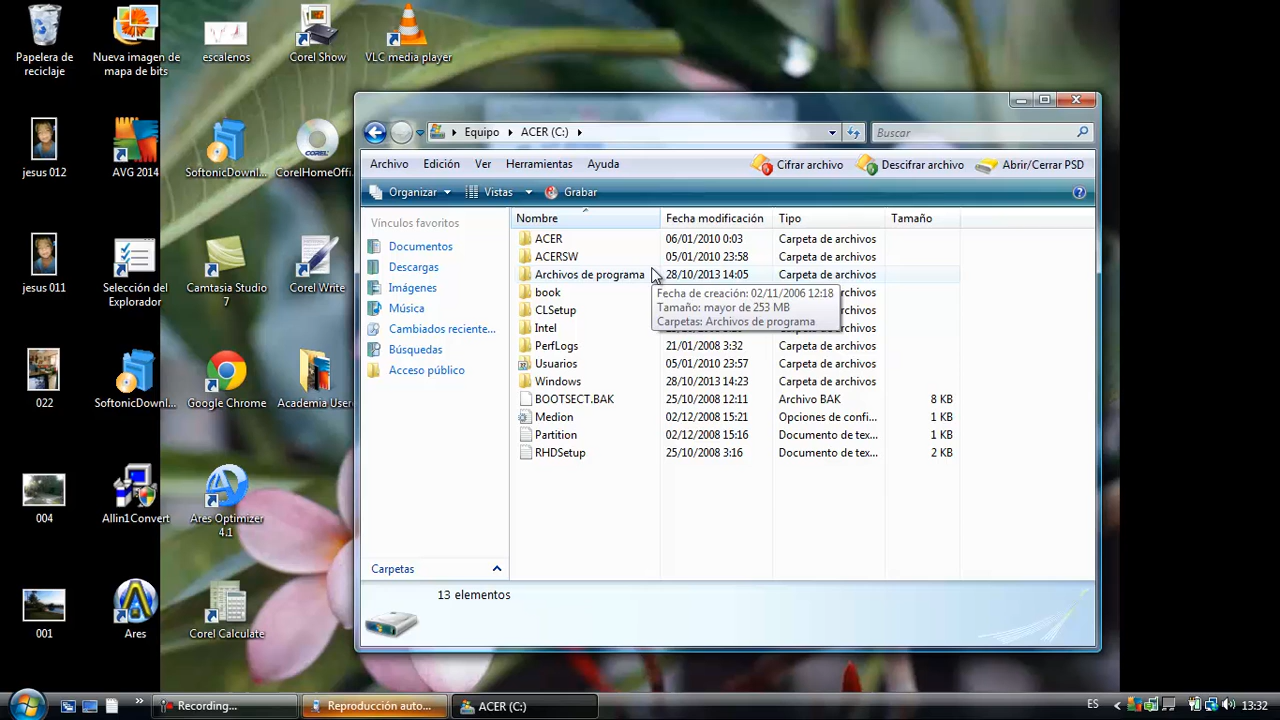 Papelera de
reciclaje
Nueva imagen de
mapa de bits
escalenos
Corel Show
VLC media player
jesus 012
AVG 2014
SoftonicDownl...
CorelHomeOffi...
jesus 011
Selección del
Explorador
Camtasia Studio
7
Corel Write
022
SoftonicDownl...
Google Chrome
Academia User...
004
Allin1Convert
Ares Optimizer
4.1
001
Ares
Corel Calculate
Equipo ACER (C:)
Buscar
Archivo Edición Ver Herramientas Ayuda
Cifrar archivo Descifrar archivo Abrir/Cerrar PSD
Organizar Vistas Grabar
Vínculos favoritos
Documentos
Descargas
Imágenes
Música
Cambiados reciente...
Búsquedas
Acceso público
Carpetas
Nombre Fecha modificación Tipo Tamaño
ACER 06/01/2010 0:03 Carpeta de archivos
ACERSW 05/01/2010 23:58 Carpeta de archivos
Archivos de programa 28/10/2013 14:05 Carpeta de archivos
book Carpeta de archivos
CLSetup Carpeta de archivos
Intel Carpeta de archivos
PerfLogs 21/01/2008 3:32 Carpeta de archivos
Usuarios 05/01/2010 23:57 Carpeta de archivos
Windows 28/10/2013 14:23 Carpeta de archivos
BOOTSECT.BAK 25/10/2008 12:11 Archivo BAK 8 KB
Medion 02/12/2008 15:21 Opciones de confi... 1 KB
Partition 02/12/2008 15:16 Documento de tex... 1 KB
RHDSetup 25/10/2008 3:16 Documento de tex... 2 KB
Fecha de creación: 02/11/2006 12:18
Tamaño: mayor de 253 MB
Carpetas: Archivos de programa
13 elementos
Recording...
Reproducción auto...
ACER (C:)
ES
13:32